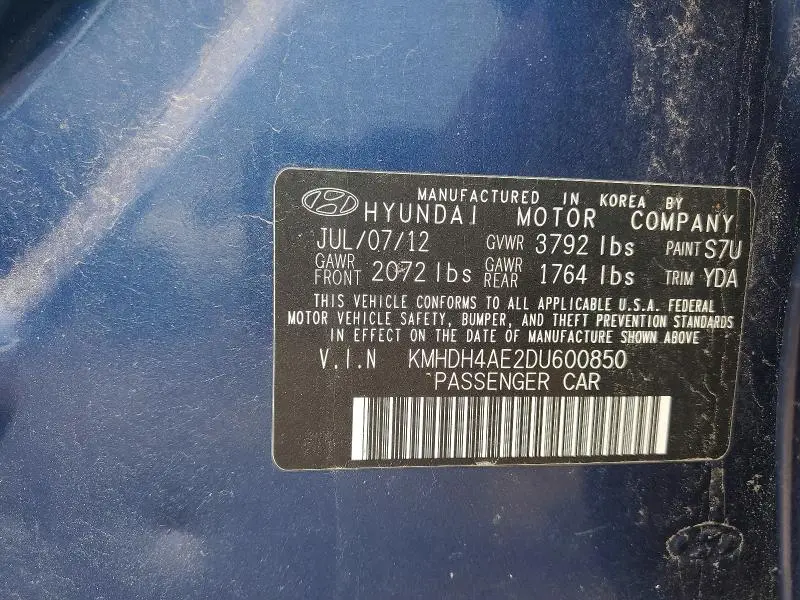 MANUFACTURED IN KOREA BY
HYUNDAI MOTOR COMPANY
JUL/07/12 GVWR 3792 lbs PAINT S7U
GAWR FRONT 2072 lbs GAWR REAR 1764 lbs TRIM YDA
THIS VEHICLE CONFORMS TO ALL APPLICABLE U.S.A. FEDERAL
MOTOR VEHICLE SAFETY, BUMPER, AND THEFT PREVENTION STANDARDS
IN EFFECT ON THE DATE OF MANUFACTURE SHOWN ABOVE
V.I.N KMHDH4AE2DU600850
PASSENGER CAR